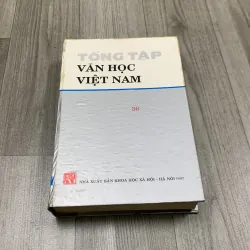 TỔNG TẬP
VĂN HỌC
VIỆT NAM
NHÀ XUẤT BẢN KHOA HỌC XÃ HỘI - HÀ NỘI